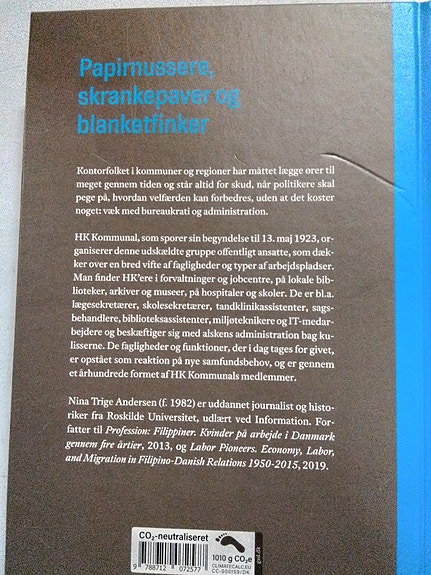 Papirnussere,
skrankepaver og
blanketfinker
Kontorfolket i kommuner og regioner har måttet lægge ører til
meget gennem tiden og står altid for skud, når politikere skal
pege på, hvordan velfærden kan forbedres, uden at det koster
noget: væk med bureaukrati og administration.
HK Kommunal, som sporer sin begyndelse til 13. maj 1923, or-
ganiserer denne udskældte gruppe offentligt ansatte, som dæk-
ker over en bred vifte af fagligheder og typer af arbejdspladser.
Man finder HK'ere i forvaltninger og jobcentre, på lokale bib-
lioteker, arkiver og museer, på hospitaler og skoler. De er bl.a.
lægesekretærer, skolesekretærer, tandklinikassistenter, sags-
behandlere, biblioteksassistenter, miljøteknikere og IT-medar-
bejdere og beskæftiger sig med alskens administration bag ku-
lisserne. De fagligheder og funktioner, der i dag tages for givet,
er opstået som reaktion på nye samfundsbehov, og er gennem
et århundrede formet af HK Kommunals medlemmer.
Nina Trige Andersen (f. 1982) er uddannet journalist og histo-
riker fra Roskilde Universitet, udlært ved Information. For-
fatter til Profession: Filippiner. Kvinder på arbejde i Danmark
gennem fire årtier, 2013, og Labor Pioneers. Economy, Labor,
and Migration in Filipino-Danish Relations 1950-2015, 2019.
CO₂-neutraliseret
9 788712 072577
1010 g CO₂e
CLIMATECALC.EU
CC-000199/DK
gad.dk